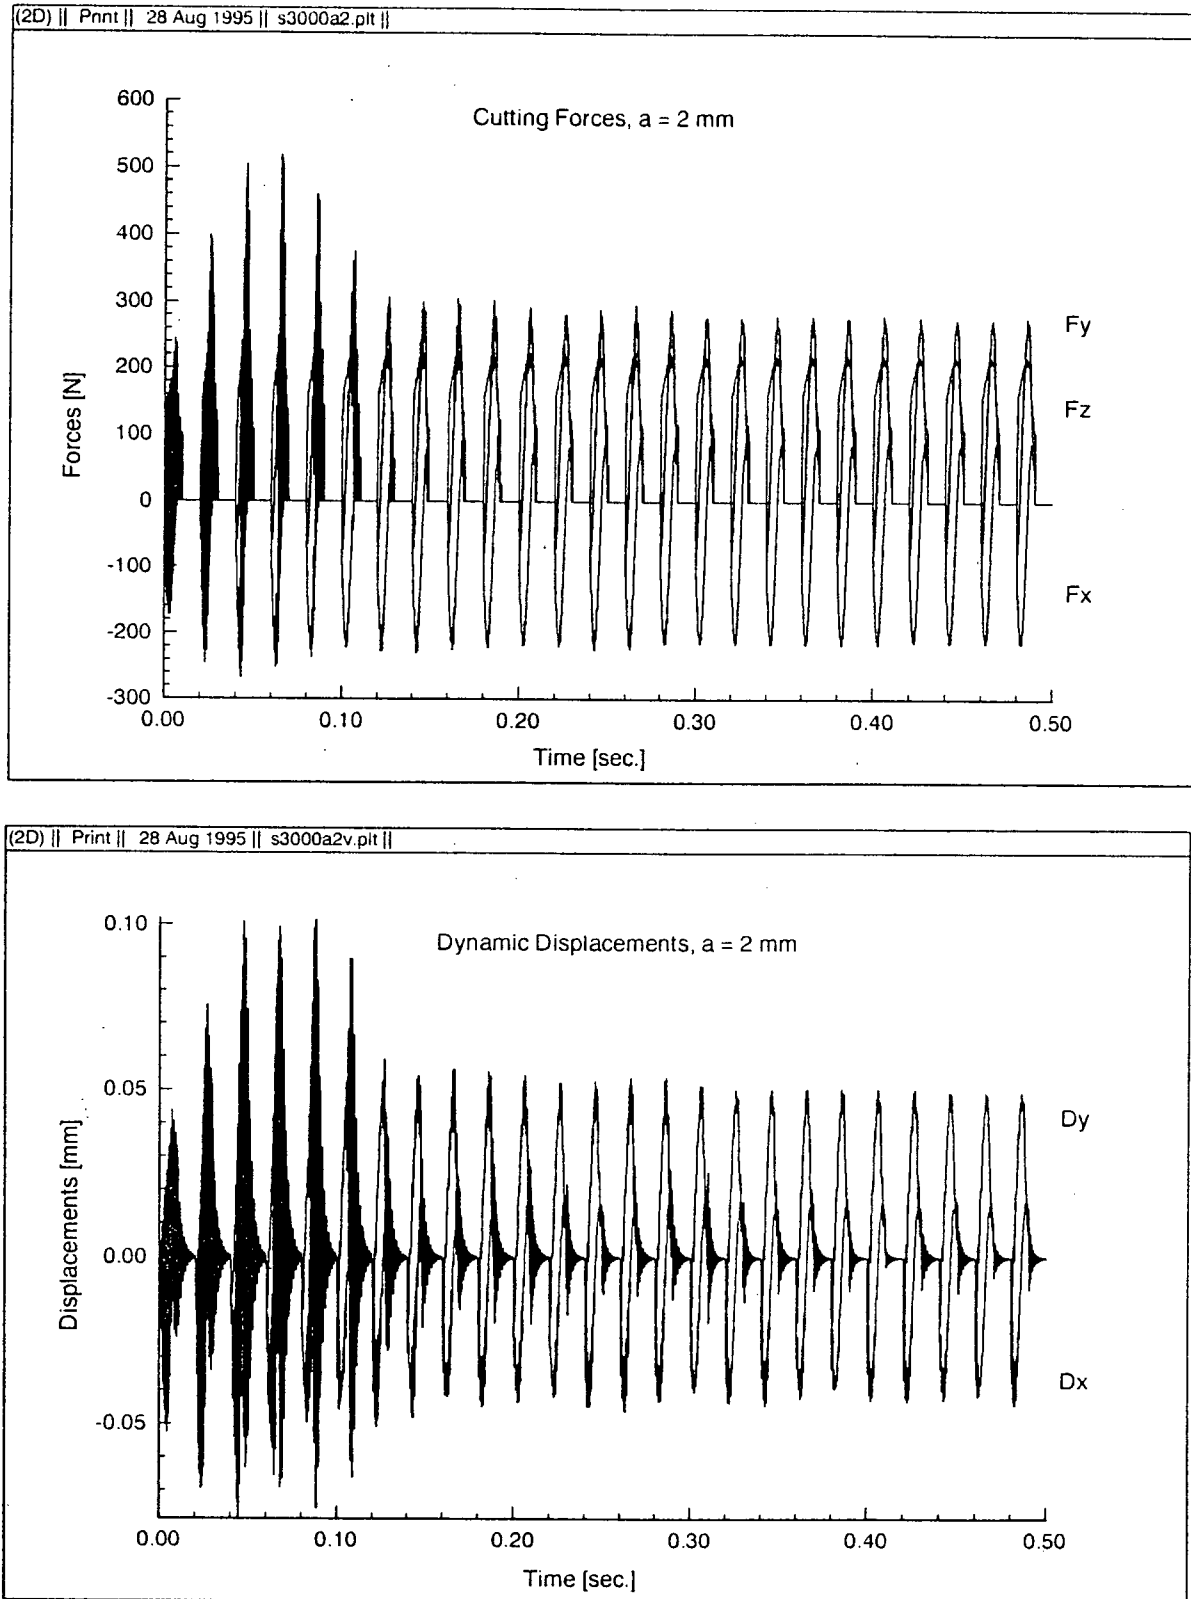 (2D) || Print || 28 Aug 1995 || s3000a2.plt ||
Cutting Forces, a = 2 mm
600
500
400
300
200
100
0
-100
-200
-300
Forces [N]
Fy
Fz
Fx
0.00 0.10 0.20 0.30 0.40 0.50
Time [sec.]
(2D) || Print || 28 Aug 1995 || s3000a2v.plt ||
Dynamic Displacements, a = 2 mm
0.10
0.05
0.00
-0.05
Displacements [mm]
Dy
Dx
0.00 0.10 0.20 0.30 0.40 0.50
Time [sec.]